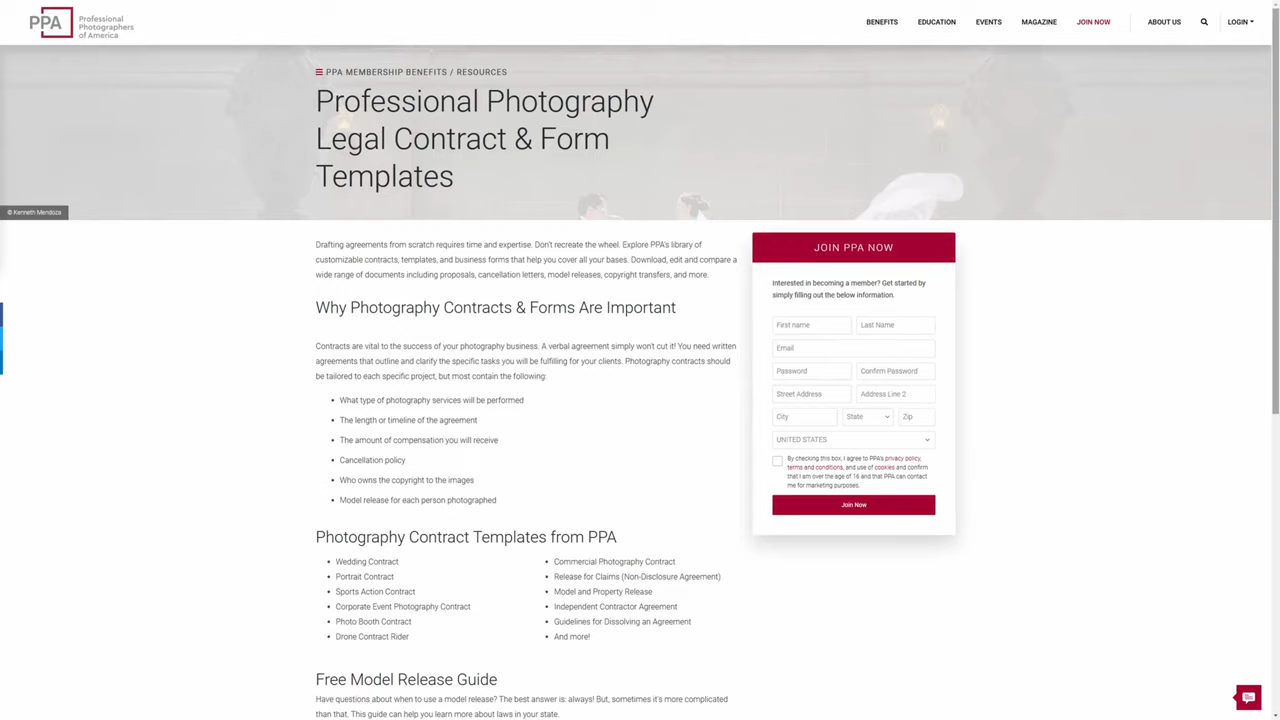 PPA Professional
Photographers
of America
BENEFITS EDUCATION EVENTS MAGAZINE JOIN NOW ABOUT US LOGIN
PPA MEMBERSHIP BENEFITS / RESOURCES
Professional Photography
Legal Contract & Form
Templates
© Kenneth Mendoza
Drafting agreements from scratch requires time and expertise. Don't recreate the wheel. Explore PPA's library of
customizable contracts, templates, and business forms that help you cover all your bases. Download, edit and compare a
wide range of documents including proposals, cancellation letters, model releases, copyright transfers, and more.
Why Photography Contracts & Forms Are Important
Contracts are vital to the success of your photography business. A verbal agreement simply won't cut it! You need written
agreements that outline and clarify the specific tasks you will be fulfilling for your clients. Photography contracts should
be tailored to each specific project, but most contain the following:
• What type of photography services will be performed
• The length or timeline of the agreement
• The amount of compensation you will receive
• Cancellation policy
• Who owns the copyright to the images
• Model release for each person photographed
Photography Contract Templates from PPA
• Wedding Contract
• Portrait Contract
• Sports Action Contract
• Corporate Event Photography Contract
• Photo Booth Contract
• Drone Contract Rider
• Commercial Photography Contract
• Release for Claims (Non-Disclosure Agreement)
• Model and Property Release
• Independent Contractor Agreement
• Guidelines for Dissolving an Agreement
• And more!
Free Model Release Guide
Have questions about when to use a model release? The best answer is: always! But, sometimes it's more complicated
than that. This guide can help you learn more about laws in your state.
JOIN PPA NOW
Interested in becoming a member? Get started by
simply filling out the below information.
First name Last Name
Email
Password Confirm Password
Street Address Address Line 2
City State Zip
UNITED STATES
By checking this box, I agree to PPA's privacy policy,
terms and conditions, and use of cookies and confirm
that I am over the age of 16 and that PPA can contact
me for marketing purposes.
Join Now